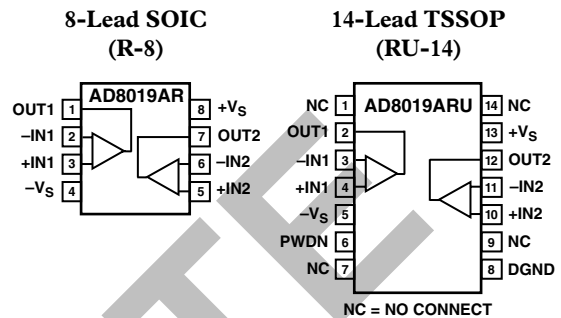 8-Lead SOIC
(R-8)
AD8019AR
OUT1 1
–IN1 2
+IN1 3
–VS 4
8 +VS
7 OUT2
6 –IN2
5 +IN2
14-Lead TSSOP
(RU-14)
AD8019ARU
NC 1
OUT1 2
–IN1 3
+IN1 4
–VS 5
PWDN 6
NC 7
14 NC
13 +VS
12 OUT2
11 –IN2
10 +IN2
9 NC
8 DGND
NC = NO CONNECT